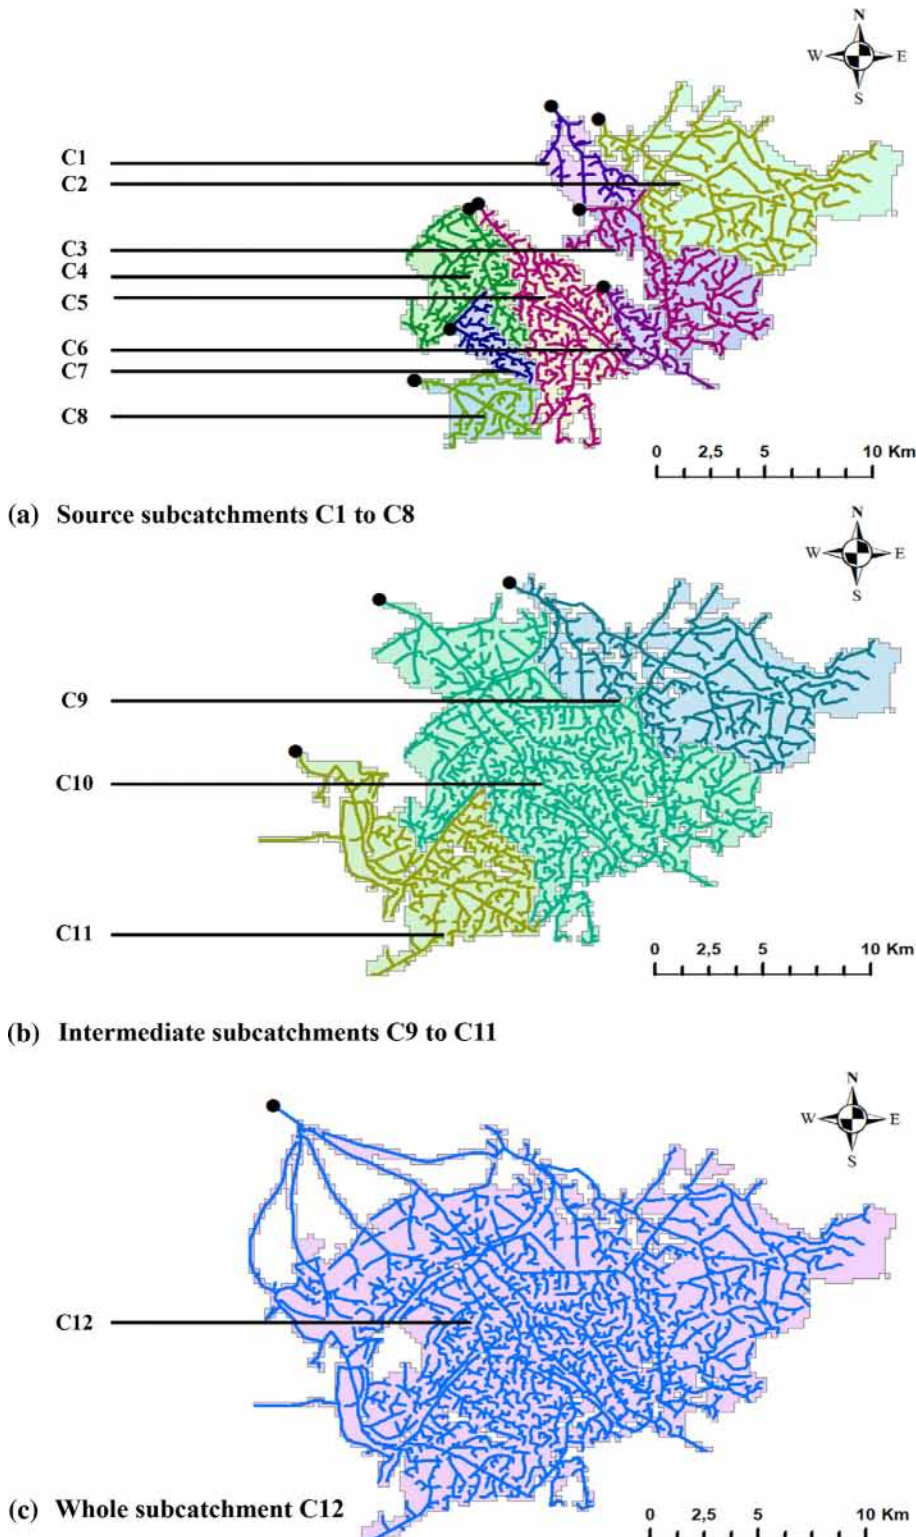 N
W E
S
C1
C2
C3
C4
C5
C6
C7
C8
0 2,5 5 10 Km
(a) Source subcatchments C1 to C8
N
W E
S
C9
C10
C11
0 2,5 5 10 Km
(b) Intermediate subcatchments C9 to C11
N
W E
S
C12
(c) Whole subcatchment C12
0 2,5 5 10 Km